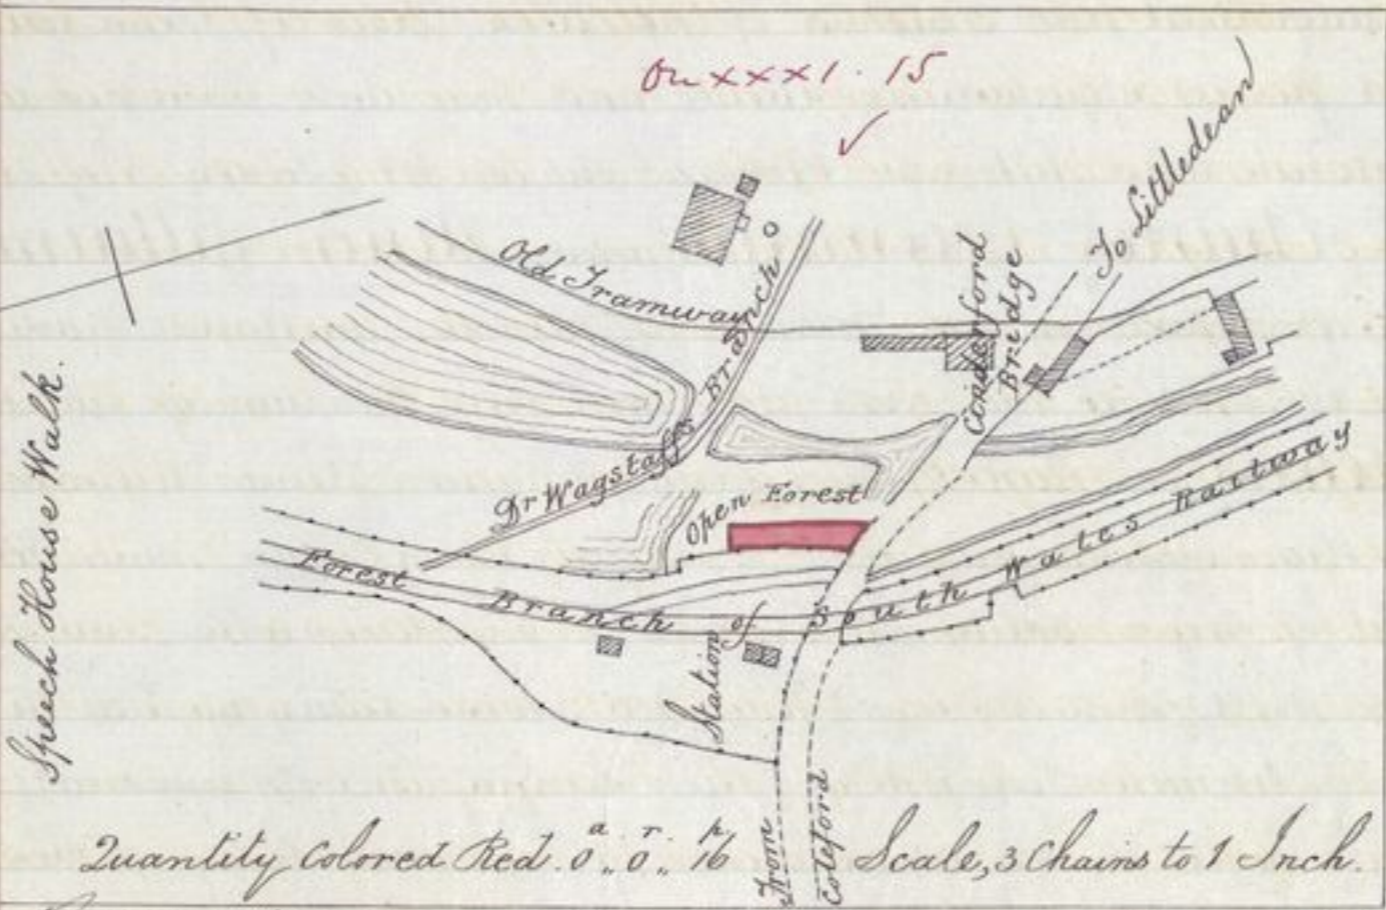 On XXXI. 15
To Littledean
Old Tramway
Branch
Dr Wagstaffs
Cinderford
Bridge
Open Forest
Forest Branch of South Wales Railway
Station
Speech House Walk.
From
Coleford
a. r. p.
Quantity Colored Red. 0,, 0,, 16
Scale, 3 Chains to 1 Inch.